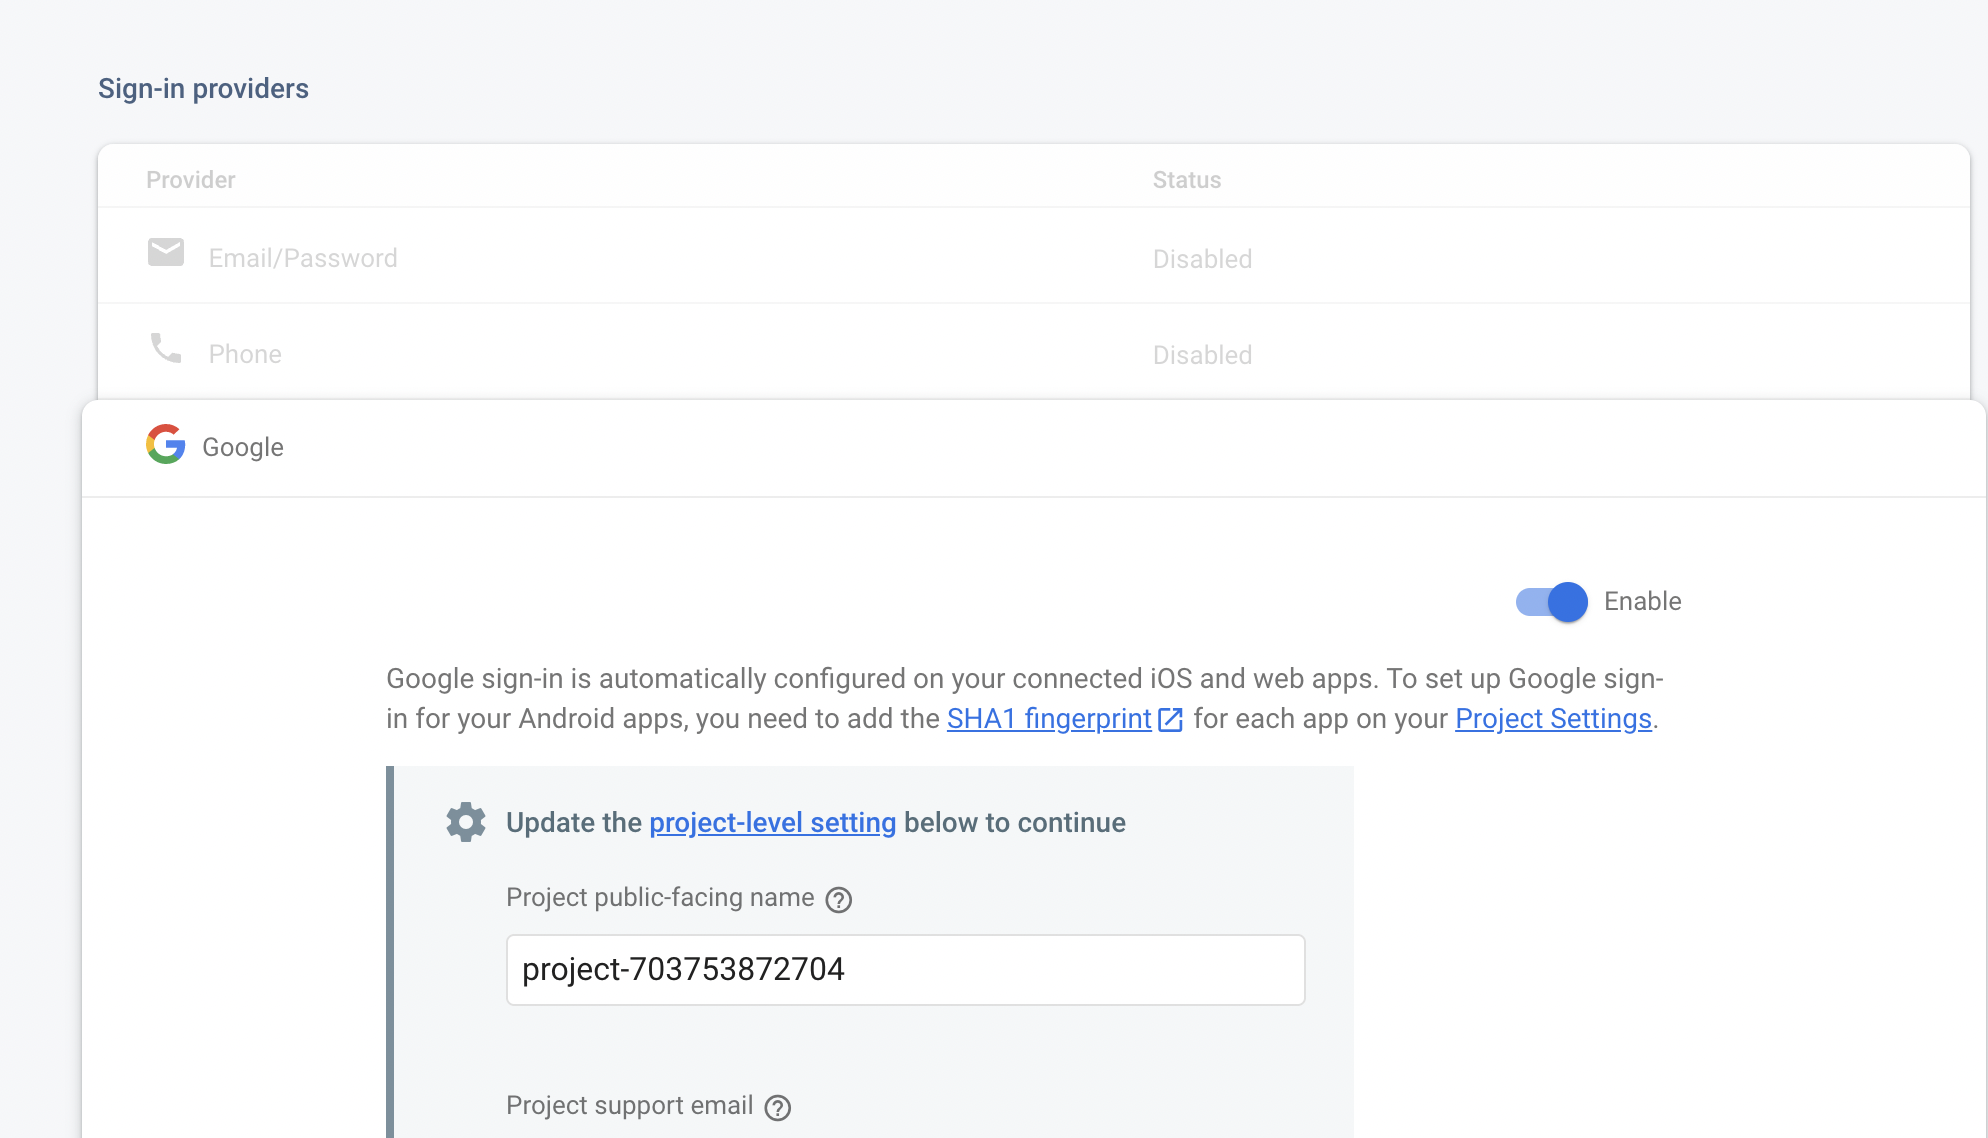 Sign-in providers
Provider Status
Email/Password Disabled
Phone Disabled
Google
Enable
Google sign-in is automatically configured on your connected iOS and web apps. To set up Google sign-
in for your Android apps, you need to add the SHA1 fingerprint for each app on your Project Settings.
Update the project-level setting below to continue
Project public-facing name
project-703753872704
Project support email